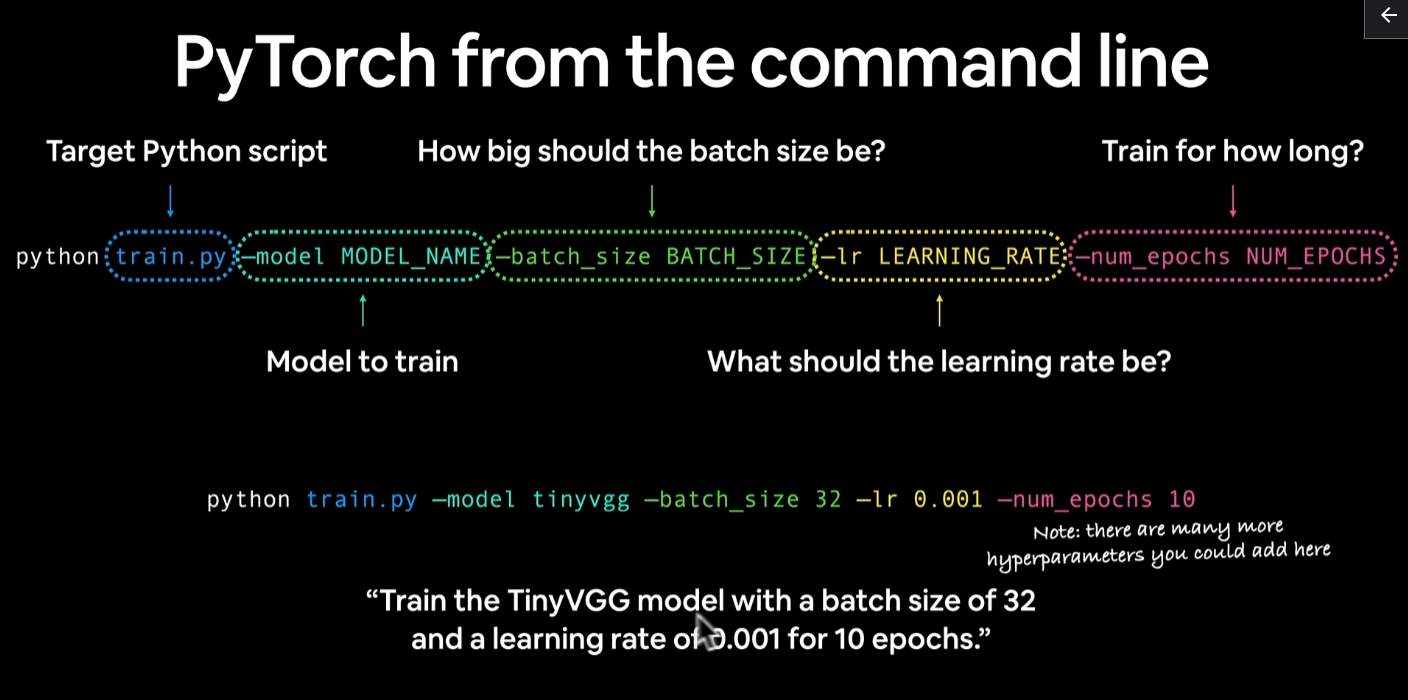 PyTorch from the command line
Target Python script
How big should the batch size be?
Train for how long?
python train.py —model MODEL_NAME —batch_size BATCH_SIZE —lr LEARNING_RATE —num_epochs NUM_EPOCHS
Model to train
What should the learning rate be?
python train.py —model tinyvgg —batch_size 32 —lr 0.001 —num_epochs 10
Note: there are many more
hyperparameters you could add here
“Train the TinyVGG model with a batch size of 32
and a learning rate of 0.001 for 10 epochs.”